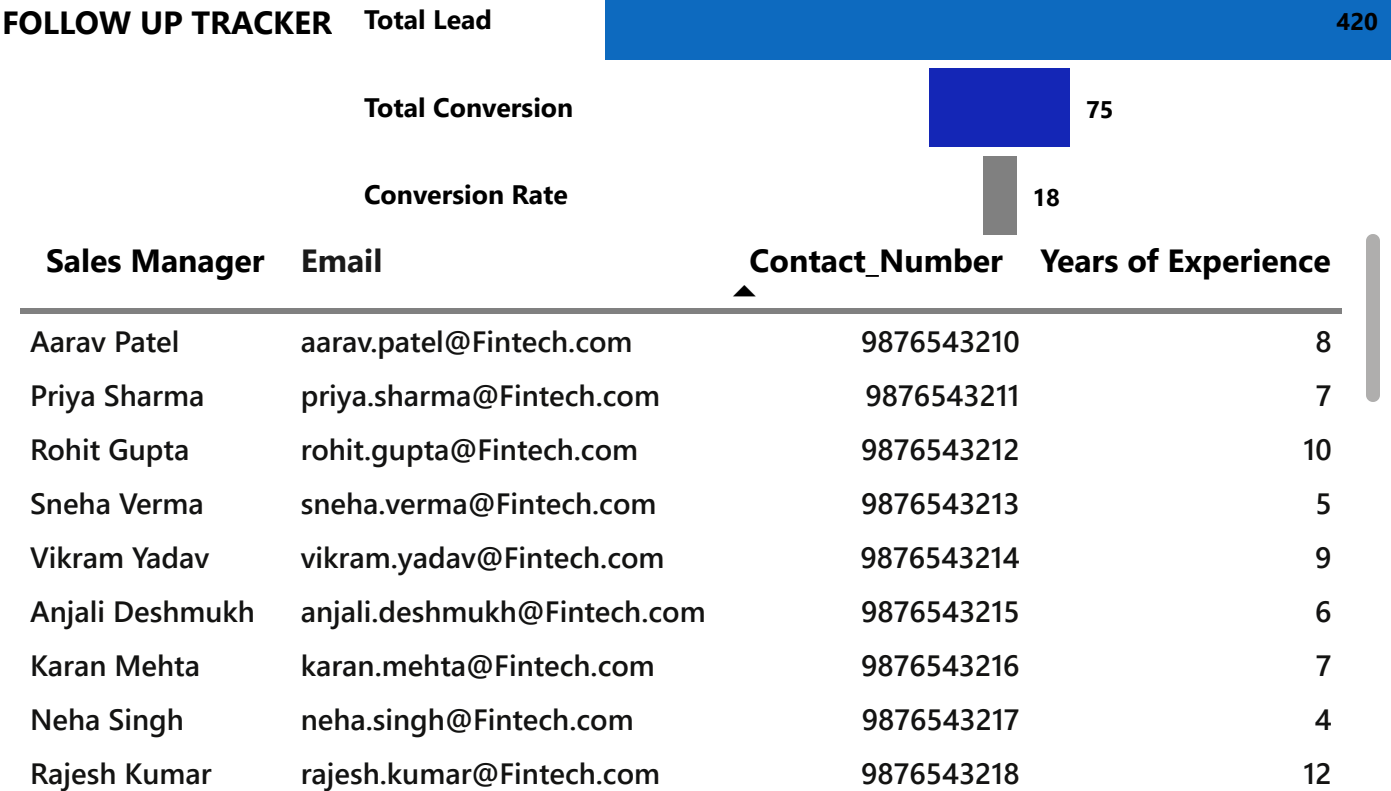 FOLLOW UP TRACKER Total Lead 420
Total Conversion 75
Conversion Rate 18
Sales Manager Email Contact_Number Years of Experience
Aarav Patel aarav.patel@Fintech.com 9876543210 8
Priya Sharma priya.sharma@Fintech.com 9876543211 7
Rohit Gupta rohit.gupta@Fintech.com 9876543212 10
Sneha Verma sneha.verma@Fintech.com 9876543213 5
Vikram Yadav vikram.yadav@Fintech.com 9876543214 9
Anjali Deshmukh anjali.deshmukh@Fintech.com 9876543215 6
Karan Mehta karan.mehta@Fintech.com 9876543216 7
Neha Singh neha.singh@Fintech.com 9876543217 4
Rajesh Kumar rajesh.kumar@Fintech.com 9876543218 12